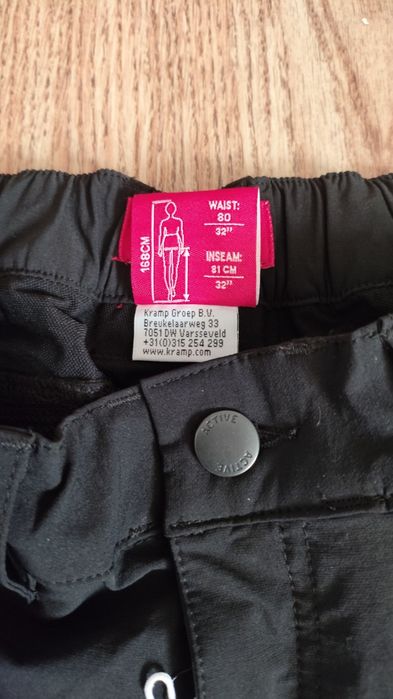 168CM
WAIST:
80
32"
INSEAM:
81 CM
32"
Kramp Groep B.V.
Breukelaarweg 33
7051 DW Varsseveld
+31(0)315 254 299
www.kramp.com
ACTIVE
ACTIVE